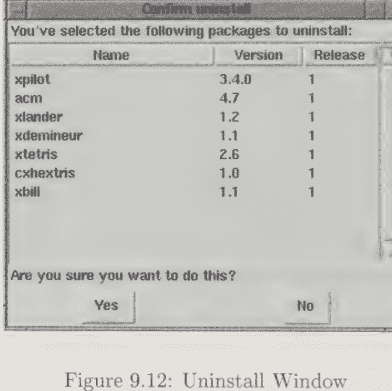 Confirm uninstall
You've selected the following packages to uninstall:
Name Version Release
xpilot 3.4.0 1
acm 4.7 1
xlander 1.2 1
xdemineur 1.1 1
xtetris 2.6 1
cxhextris 1.0 1
xbill 1.1 1
Are you sure you want to do this?
Yes No
Figure 9.12: Uninstall Window